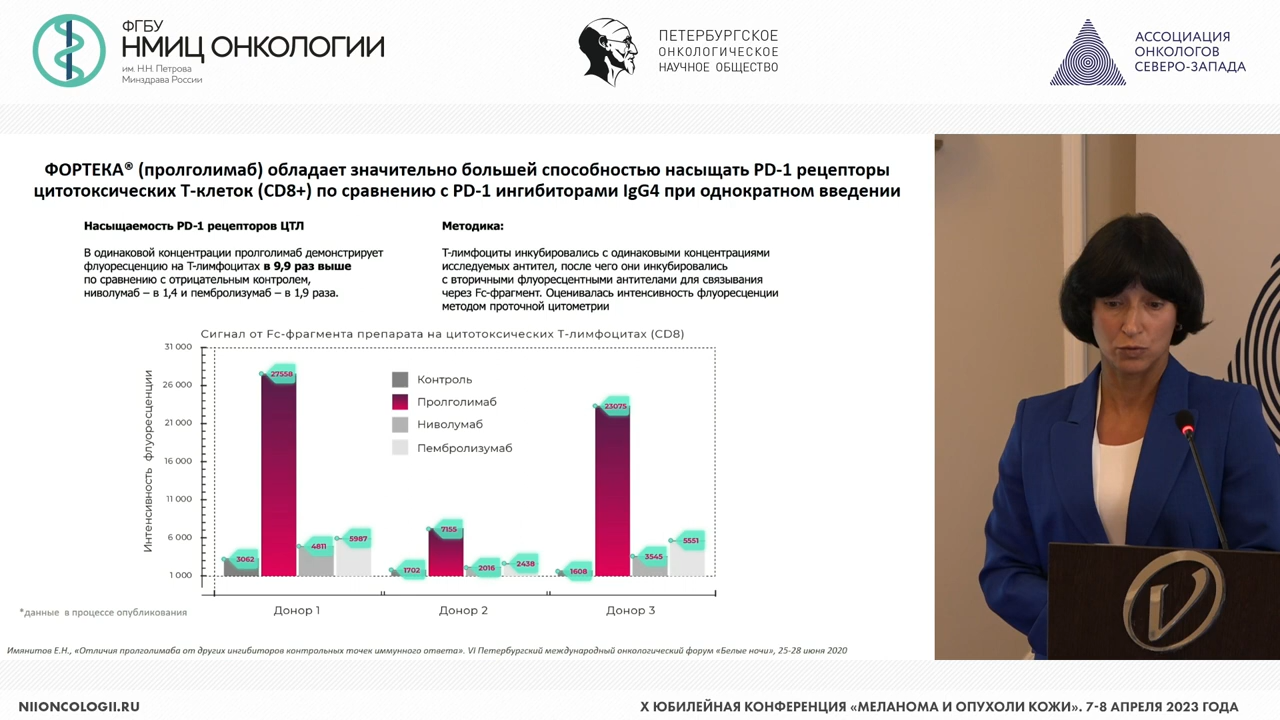 ФГБУ
НМИЦ ОНКОЛОГИИ
им. Н.Н. Петрова
Минздрава России
ПЕТЕРБУРГСКОЕ
ОНКОЛОГИЧЕСКОЕ
НАУЧНОЕ ОБЩЕСТВО
АССОЦИАЦИЯ
ОНКОЛОГОВ
СЕВЕРО-ЗАПАДА
ФОРТЕКА® (пролголимаб) обладает значительно большей способностью насыщать PD-1 рецепторы
цитотоксических Т-клеток (CD8+) по сравнению с PD-1 ингибиторами IgG4 при однократном введении
Насыщаемость PD-1 рецепторов ЦТЛ
В одинаковой концентрации пролголимаб демонстрирует
флуоресценцию на Т-лимфоцитах в 9,9 раз выше
по сравнению с отрицательным контролем,
ниволумаб – в 1,4 и пембролизумаб – в 1,9 раза.
Методика:
Т-лимфоциты инкубировались с одинаковыми концентрациями
исследуемых антител, после чего они инкубировались
с вторичными флуоресцентными антителами для связывания
через Fc-фрагмент. Оценивалась интенсивность флуоресценции
методом проточной цитометрии
Сигнал от Fc-фрагмента препарата на цитотоксических Т-лимфоцитах (CD8)
Интенсивность флуоресценции
31 000
26 000
21 000
16 000
11 000
6 000
1 000
Контроль
Пролголимаб
Ниволумаб
Пембролизумаб
3062
27558
4811
5987
1702
7155
2016
2438
1608
23075
3545
5551
Донор 1
Донор 2
Донор 3
*данные в процессе опубликования
Имянитов Е.Н., «Отличия пролголимаба от других ингибиторов контрольных точек иммунного ответа». VI Петербургский международный онкологический форум «Белые ночи», 25-28 июня 2020
NIIONCOLOGII.RU
X ЮБИЛЕЙНАЯ КОНФЕРЕНЦИЯ «МЕЛАНОМА И ОПУХОЛИ КОЖИ». 7-8 АПРЕЛЯ 2023 ГОДА